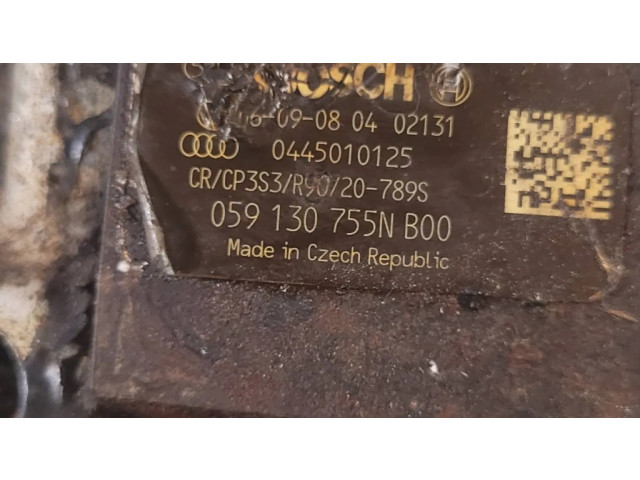 BOSCH
06-09-08 04 02131
0445010125
CR/CP3S3/R90/20-789S
059 130 755N B00
Made in Czech Republic